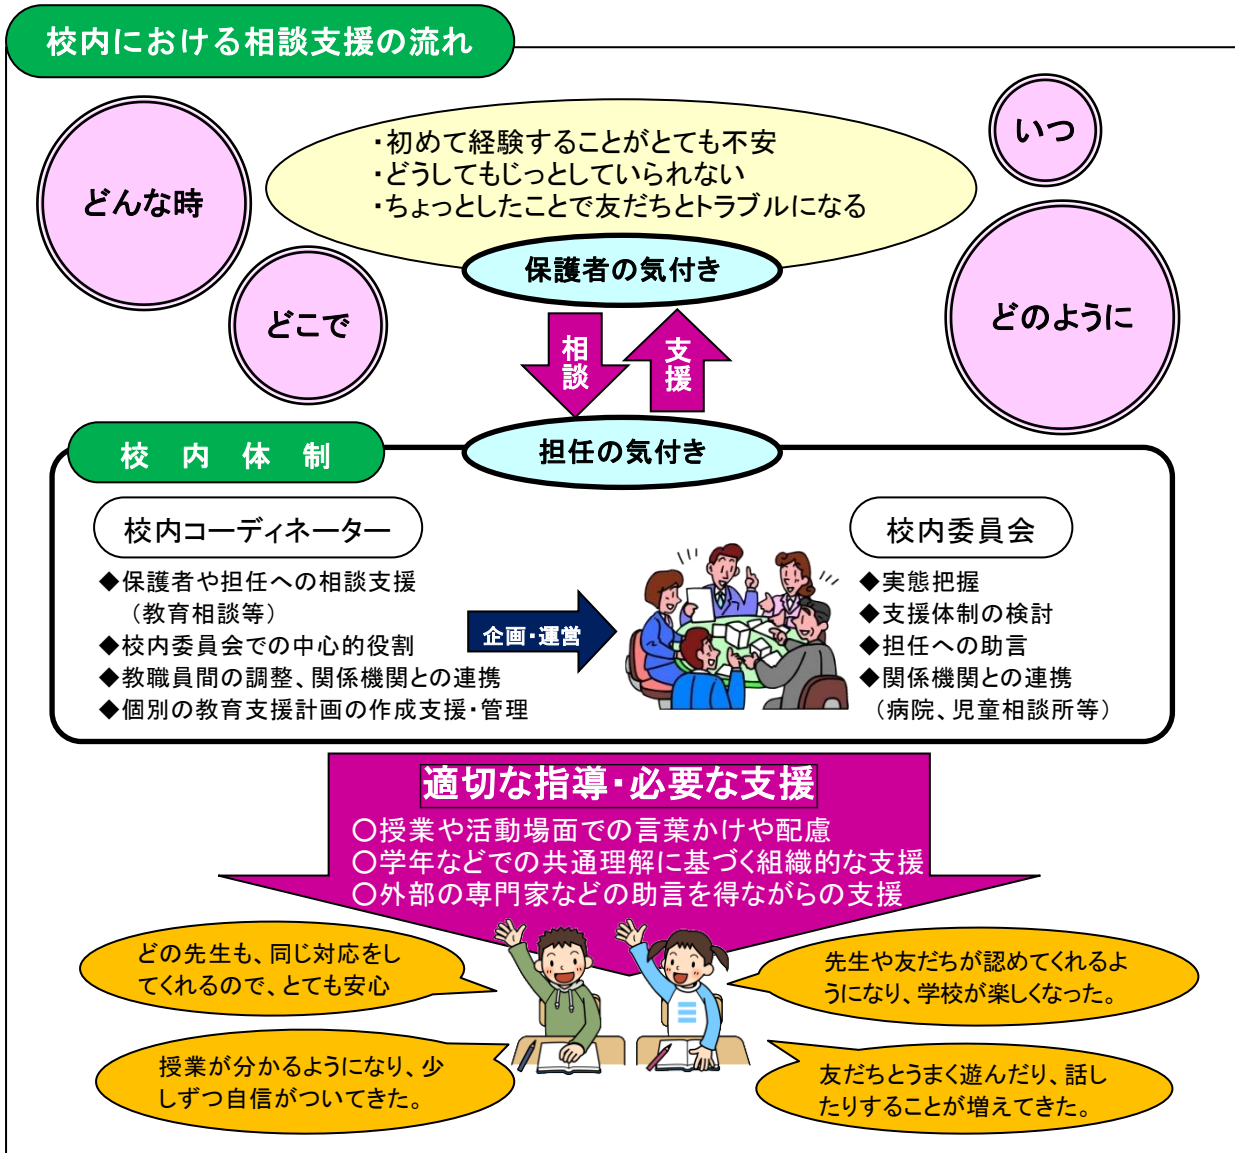 校内における相談支援の流れ
どんな時
どこで
・初めて経験することがとても不安
・どうしてもじっとしていられない
・ちょっとしたことで友だちとトラブルになる
いつ
どのように
保護者の気付き
相談
支援
担任の気付き
校内体制
校内コーディネーター
◆保護者や担任への相談支援
（教育相談等）
◆校内委員会での中心的役割
◆教職員間の調整、関係機関との連携
◆個別の教育支援計画の作成支援・管理
企画・運営
校内委員会
◆実態把握
◆支援体制の検討
◆担任への助言
◆関係機関との連携
（病院、児童相談所等）
適切な指導・必要な支援
○授業や活動場面での言葉かけや配慮
○学年などでの共通理解に基づく組織的な支援
○外部の専門家などの助言を得ながらの支援
どの先生も、同じ対応をし
てくれるので、とても安心
先生や友だちが認めてくれるよ
うになり、学校が楽しくなった。
授業が分かるようになり、少
しずつ自信がついてきた。
友だちとうまく遊んだり、話し
たりすることが増えてきた。